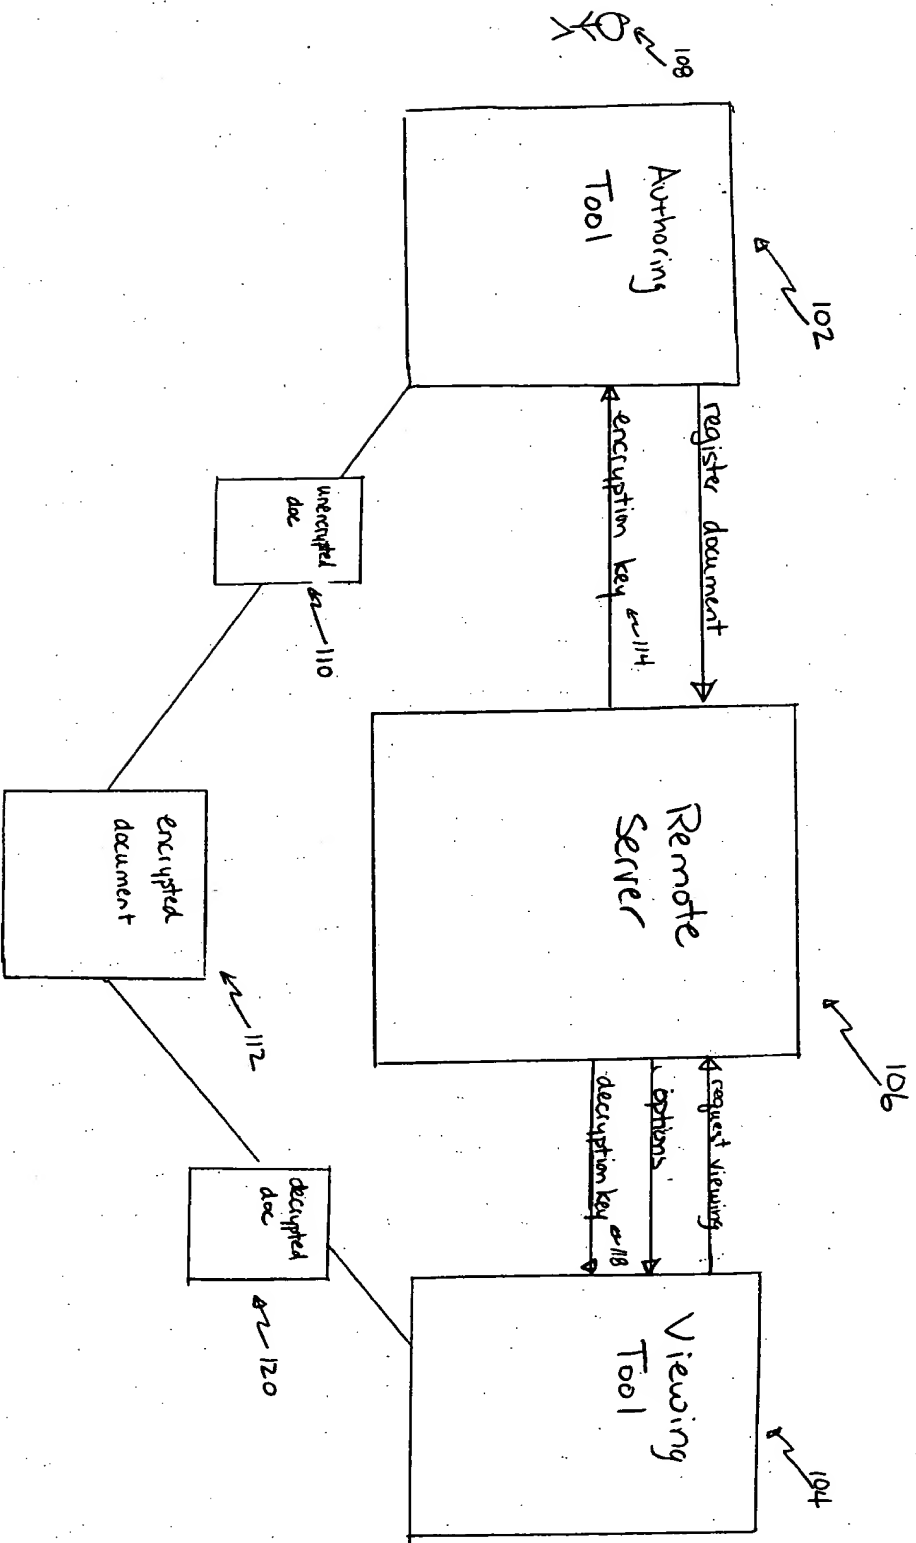 108
Authoring
Tool
102
register document
encryption key
114
unencrypted
doc
110
Remote
Server
106
encrypted
document
112
request viewing
options
decryption key
118
decrypted
doc
120
Viewing
Tool
104